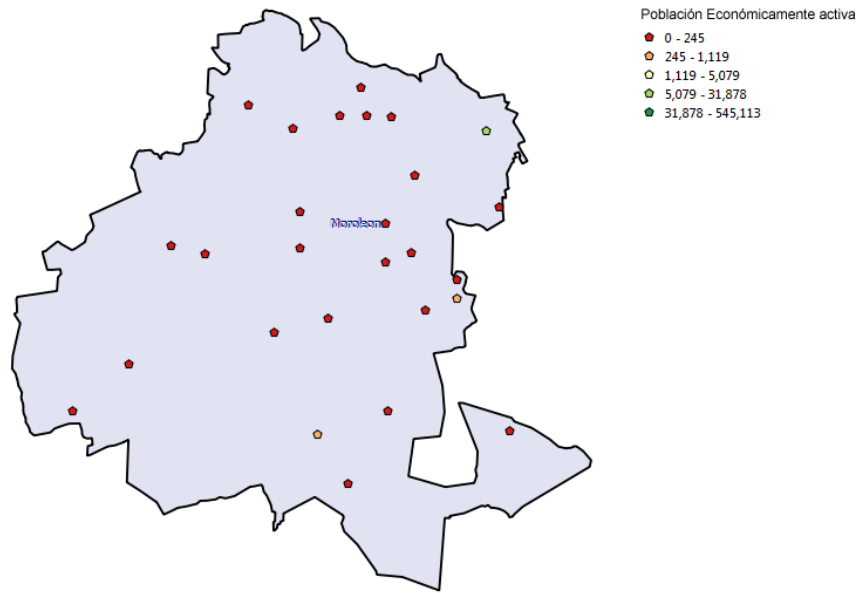 Población Económicamente activa
0 - 245
245 - 1,119
1,119 - 5,079
5,079 - 31,878
31,878 - 545,113